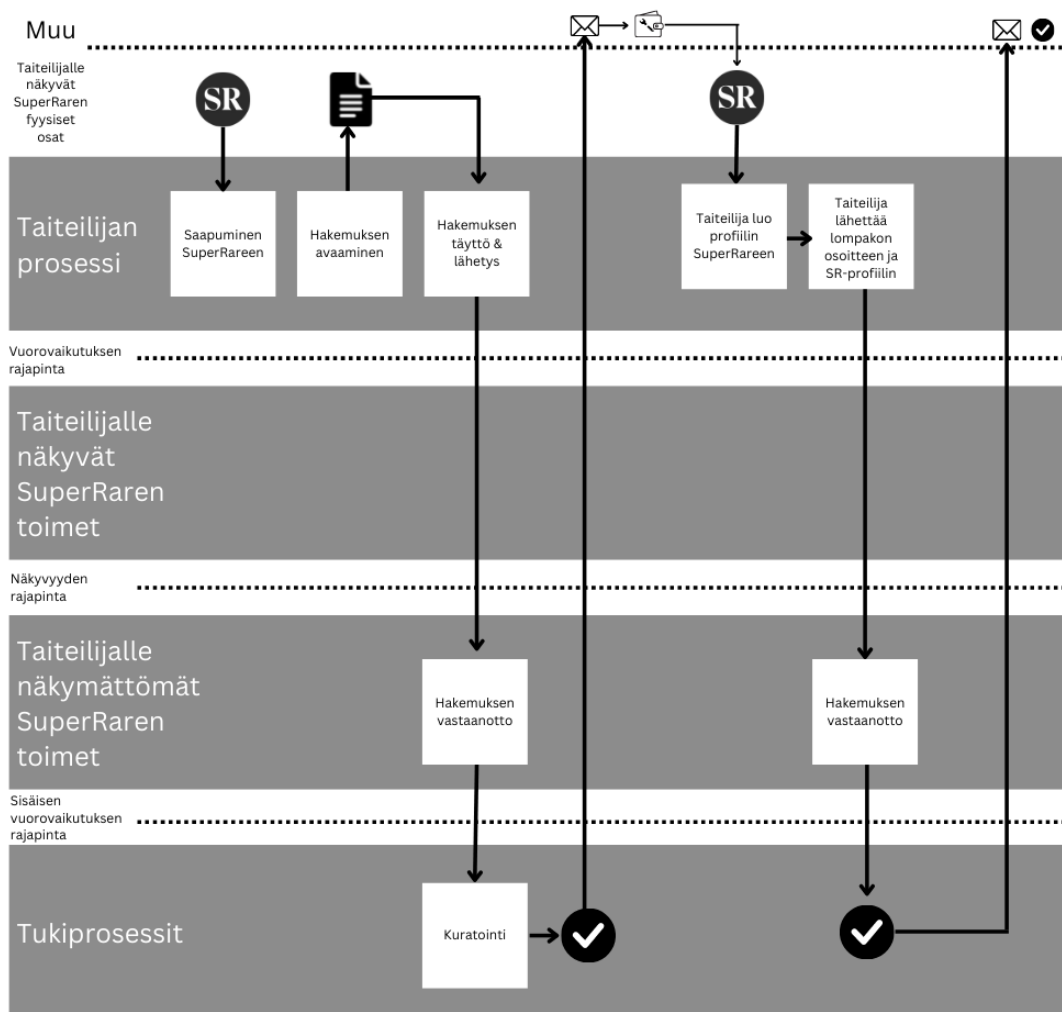 Muu
Taiteilijalle
näkyvät
SuperRaren
fyysiset
osat
SR
SR
Taiteilijan
prosessi
Saapuminen
SuperRareen
Hakemuksen
avaaminen
Hakemuksen
täyttö &
lähetys
Taiteilija luo
profiilin
SuperRareen
Taiteilija
lähettää
lompakon
osoitteen ja
SR-profiilin
Vuorovaikutuksen
rajapinta
Taiteilijalle
näkyvät
SuperRaren
toimet
Näkyvyyden
rajapinta
Taiteilijalle
näkymättömät
SuperRaren
toimet
Hakemuksen
vastaanotto
Hakemuksen
vastaanotto
Sisäisen
vuorovaikutuksen
rajapinta
Tukiprosessit
Kuratointi